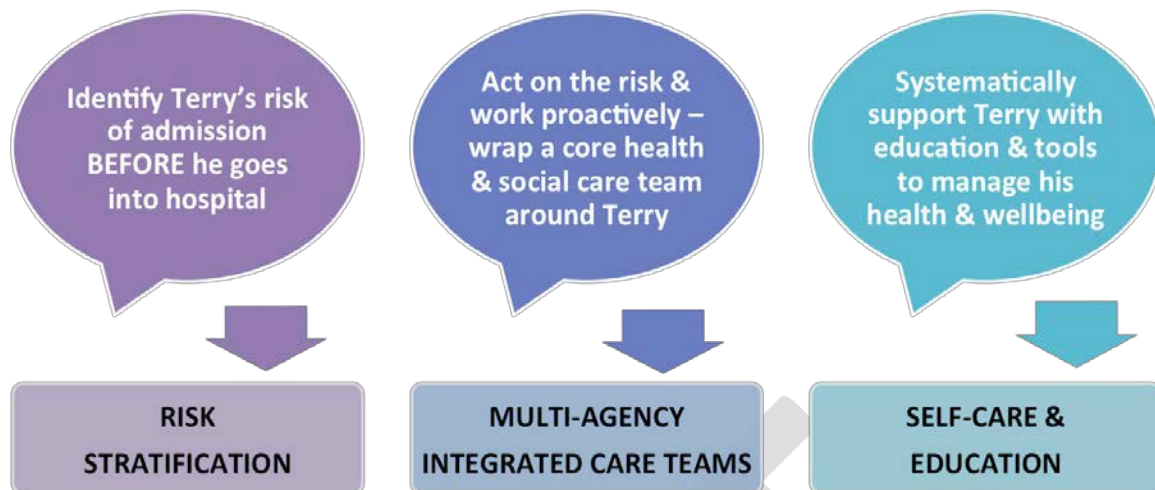 Identify Terry’s risk
of admission
BEFORE he goes
into hospital
Act on the risk &
work proactively –
wrap a core health
& social care team
around Terry
Systematically
support Terry with
education & tools
to manage his
health & wellbeing
RISK
STRATIFICATION
MULTI-AGENCY
INTEGRATED CARE TEAMS
SELF-CARE &
EDUCATION